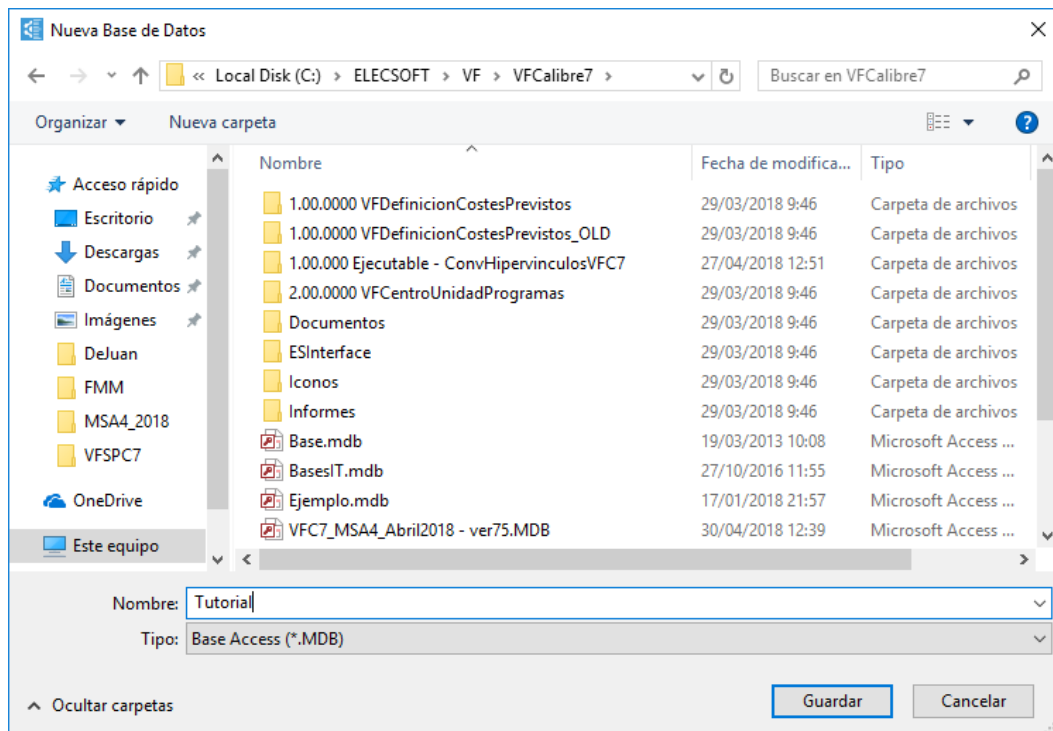 Nueva Base de Datos
« Local Disk (C:) > ELECSOFT > VF > VFCalibre7 >
Buscar en VFCalibre7
Organizar
Nueva carpeta
Acceso rápido
Escritorio
Descargas
Documentos
Imágenes
DeJuan
FMM
MSA4_2018
VFSPC7
OneDrive
Este equipo
Nombre Fecha de modifica... Tipo
1.00.0000 VFDefinicionCostesPrevistos 29/03/2018 9:46 Carpeta de archivos
1.00.0000 VFDefinicionCostesPrevistos_OLD 29/03/2018 9:46 Carpeta de archivos
1.00.000 Ejecutable - ConvHipervinculosVFC7 27/04/2018 12:51 Carpeta de archivos
2.00.0000 VFCentroUnidadProgramas 29/03/2018 9:46 Carpeta de archivos
Documentos 29/03/2018 9:46 Carpeta de archivos
ESInterface 29/03/2018 9:46 Carpeta de archivos
Iconos 29/03/2018 9:46 Carpeta de archivos
Informes 29/03/2018 9:46 Carpeta de archivos
Base.mdb 19/03/2013 10:08 Microsoft Access ...
BasesIT.mdb 27/10/2016 11:55 Microsoft Access ...
Ejemplo.mdb 17/01/2018 21:57 Microsoft Access ...
VFC7_MSA4_Abril2018 - ver75.MDB 30/04/2018 12:39 Microsoft Access ...
Nombre: Tutorial
Tipo: Base Access (*.MDB)
Ocultar carpetas
Guardar
Cancelar